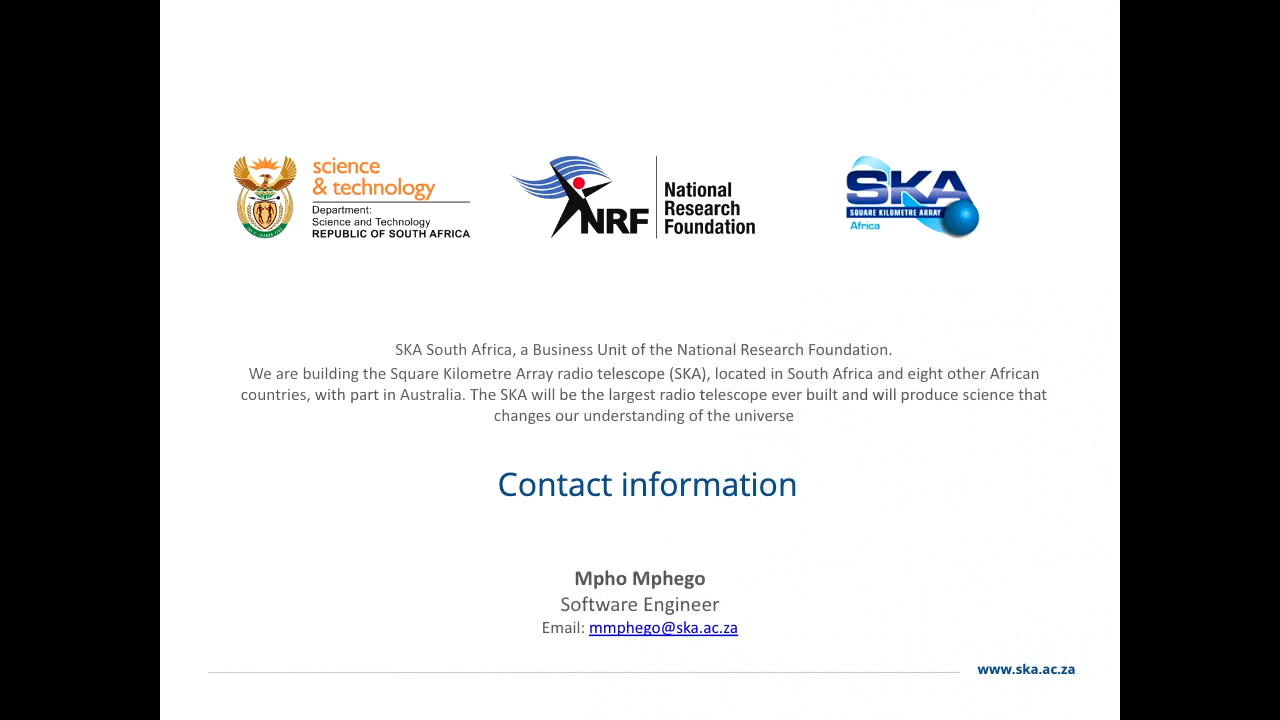 science
& technology
Department:
Science and Technology
REPUBLIC OF SOUTH AFRICA
NRF
National
Research
Foundation
SKA
SQUARE KILOMETRE ARRAY
Africa
SKA South Africa, a Business Unit of the National Research Foundation.
We are building the Square Kilometre Array radio telescope (SKA), located in South Africa and eight other African
countries, with part in Australia. The SKA will be the largest radio telescope ever built and will produce science that
changes our understanding of the universe
Contact information
Mpho Mphego
Software Engineer
Email: mmphego@ska.ac.za
www.ska.ac.za